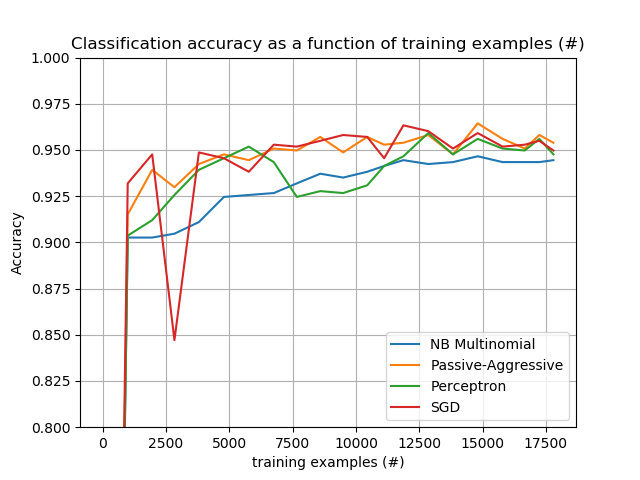 Classification accuracy as a function of training examples (#)
1.000
0.975
0.950
0.925
0.900
0.875
0.850
0.825
0.800
Accuracy
NB Multinomial
Passive-Aggressive
Perceptron
SGD
0 2500 5000 7500 10000 12500 15000 17500
training examples (#)